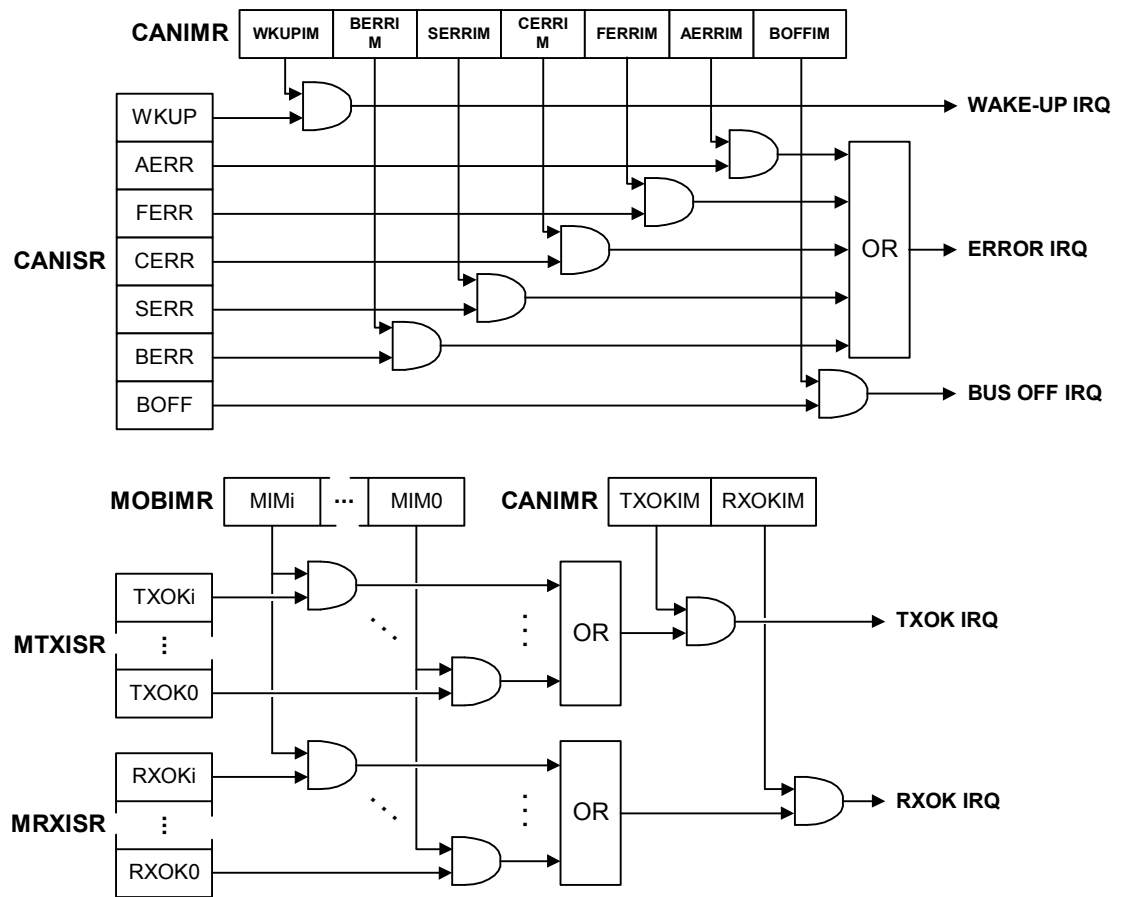 CANIMR WKUPIM BERRI M SERRIM CERRI M FERRIM AERRIM BOFFIM
WAKE-UP IRQ
WKUP
AERR
FERR
CANISR CERR OR ERROR IRQ
SERR
BERR
BOFF BUS OFF IRQ
MOBIMR MIMi ... MIM0 CANIMR TXOKIM RXOKIM
TXOKi
MTXISR ... OR TXOK IRQ
TXOK0
RXOKi
MRXISR ... OR RXOK IRQ
RXOK0